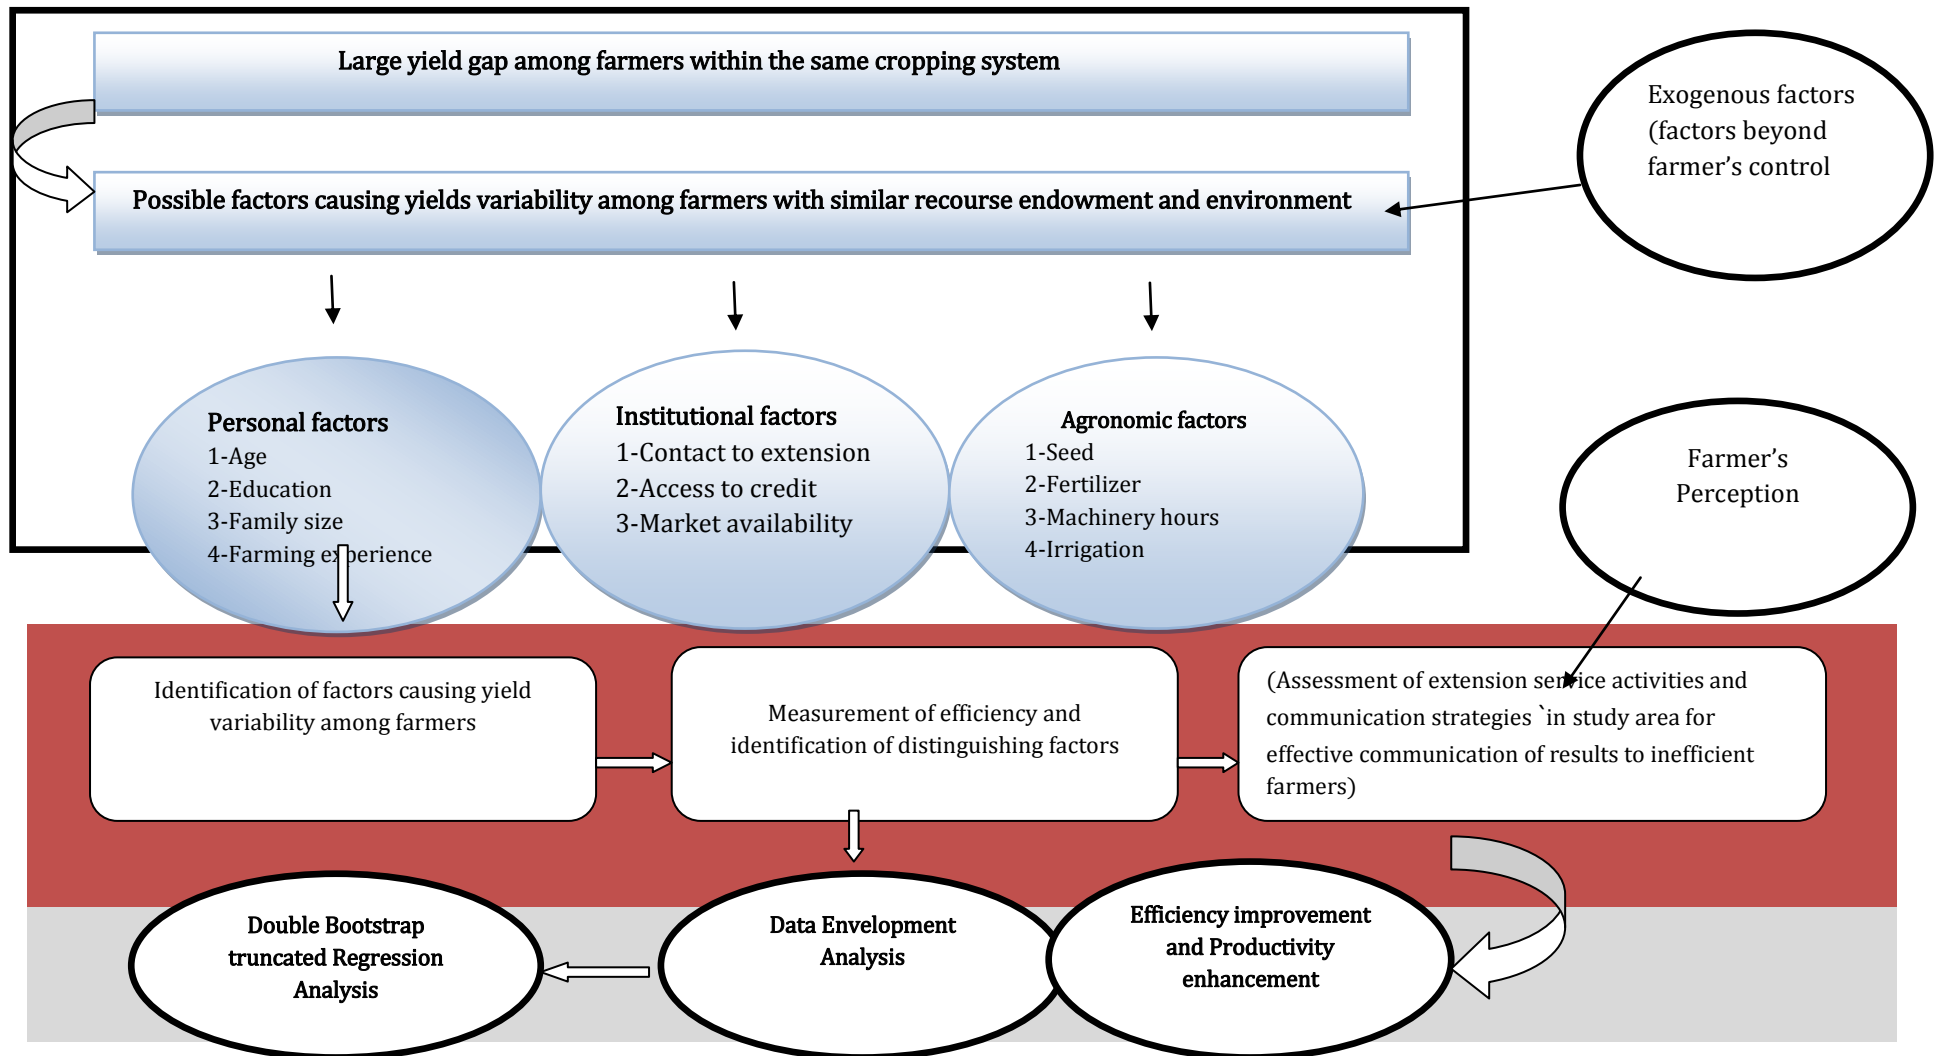 Large yield gap among farmers within the same cropping system
Exogenous factors
(factors beyond
farmer’s control
Possible factors causing yields variability among farmers with similar recourse endowment and environment
Personal factors
1-Age
2-Education
3-Family size
4-Farming experience
Institutional factors
1-Contact to extension
2-Access to credit
3-Market availability
Agronomic factors
1-Seed
2-Fertilizer
3-Machinery hours
4-Irrigation
Farmer’s
Perception
Identification of factors causing yield
variability among farmers
Measurement of efficiency and
identification of distinguishing factors
(Assessment of extension service activities and
communication strategies `in study area for
effective communication of results to inefficient
farmers)
Double Bootstrap
truncated Regression
Analysis
Data Envelopment
Analysis
Efficiency improvement
and Productivity
enhancement